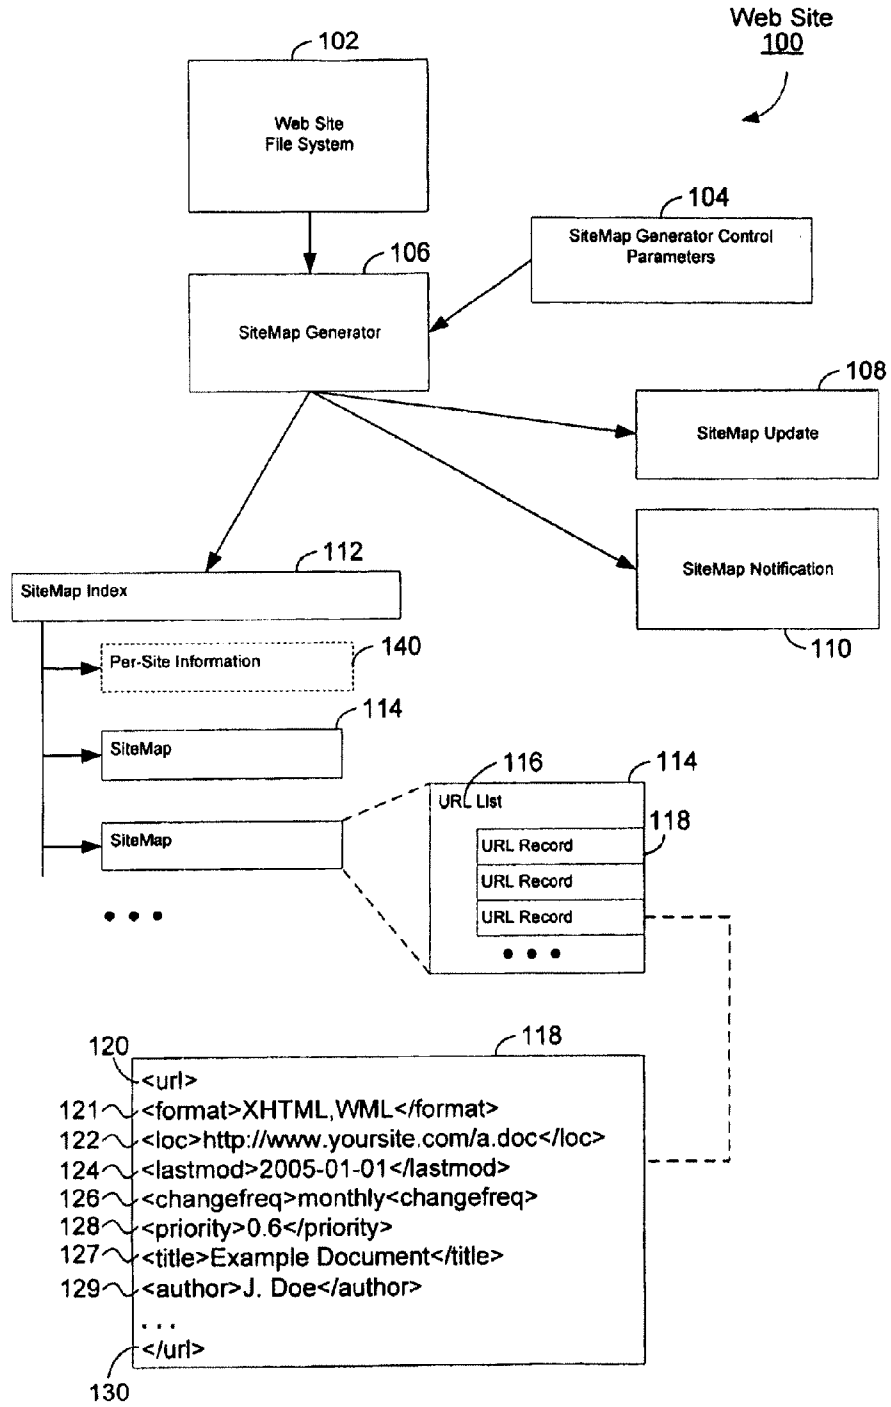 Web Site
100
102
Web Site
File System
104
SiteMap Generator Control
Parameters
106
SiteMap Generator
108
SiteMap Update
SiteMap Notification
110
112
SiteMap Index
140
Per-Site Information
114
SiteMap
SiteMap
• • •
116
114
URL List
118
URL Record
URL Record
URL Record
• • •
118
120
<url>
121 <format>XHTML,WML</format>
122 <loc>http://www.yoursite.com/a.doc</loc>
124 <lastmod>2005-01-01</lastmod>
126 <changefreq>monthly<changefreq>
128 <priority>0.6</priority>
127 <title>Example Document</title>
129 <author>J. Doe</author>
. . .
</url>
130